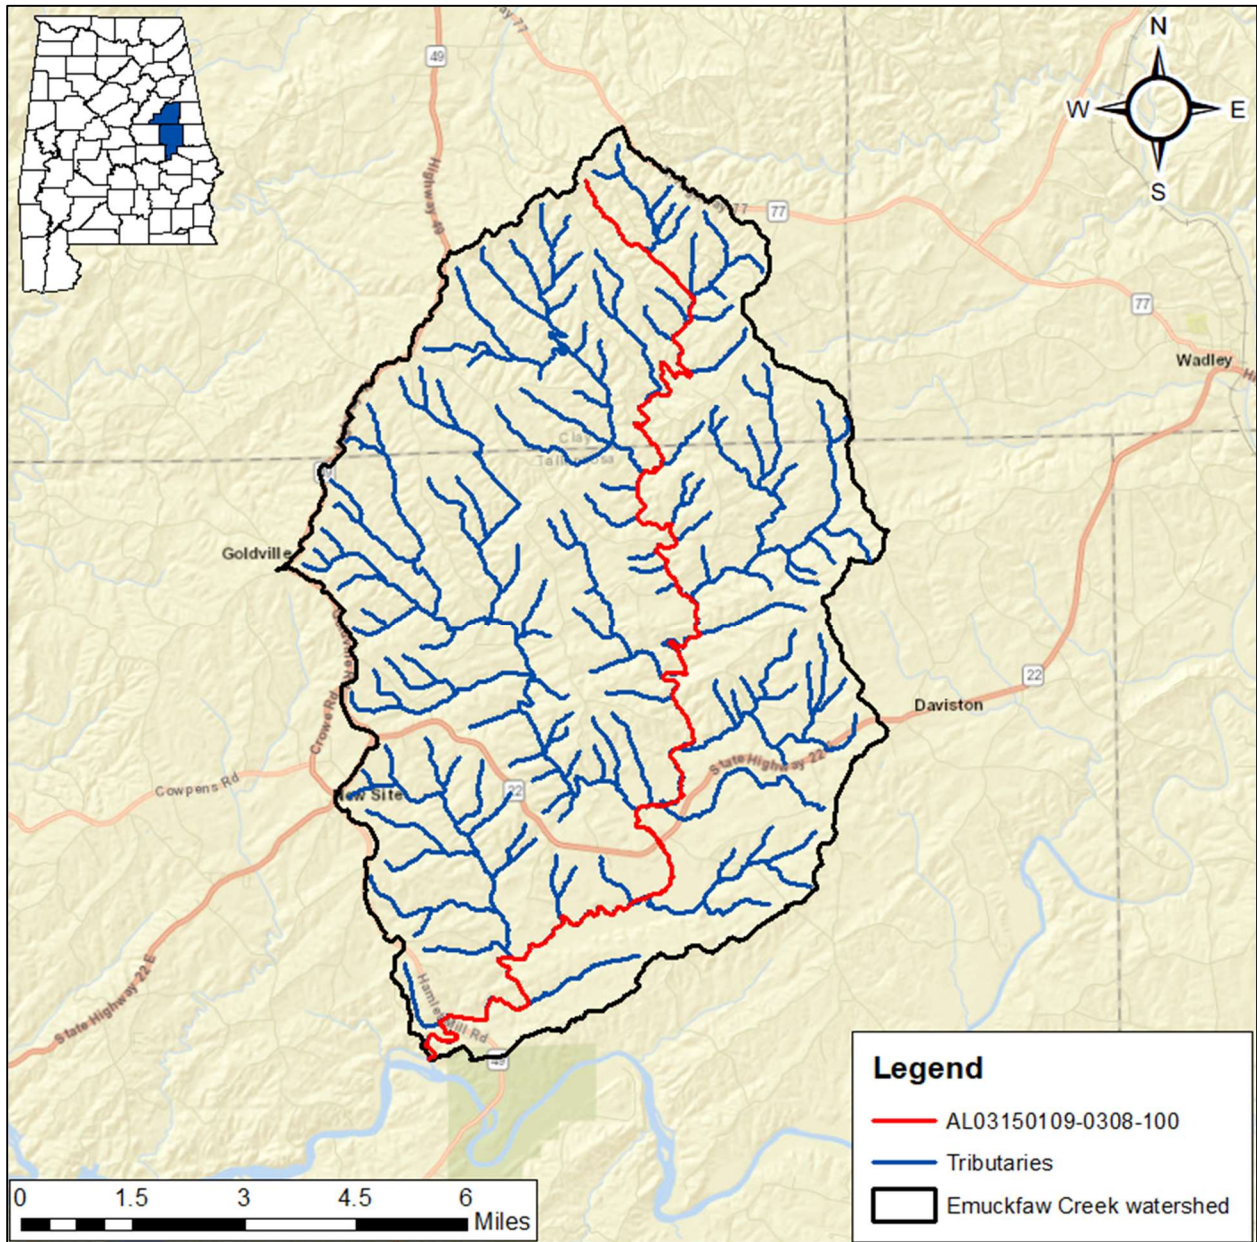 49
N
W
E
S
Highway 49
77
77
Wadley
Clay
Tallapoosa
Goldville
22
Daviston
Crowe Rd
State Highway 22 E
Cowpens Rd
New Site
22
State Highway 22 E
Hamlet Mill Rd
49
Legend
AL03150109-0308-100
Tributaries
Emuckfaw Creek watershed
0
1.5
3
4.5
6
Miles